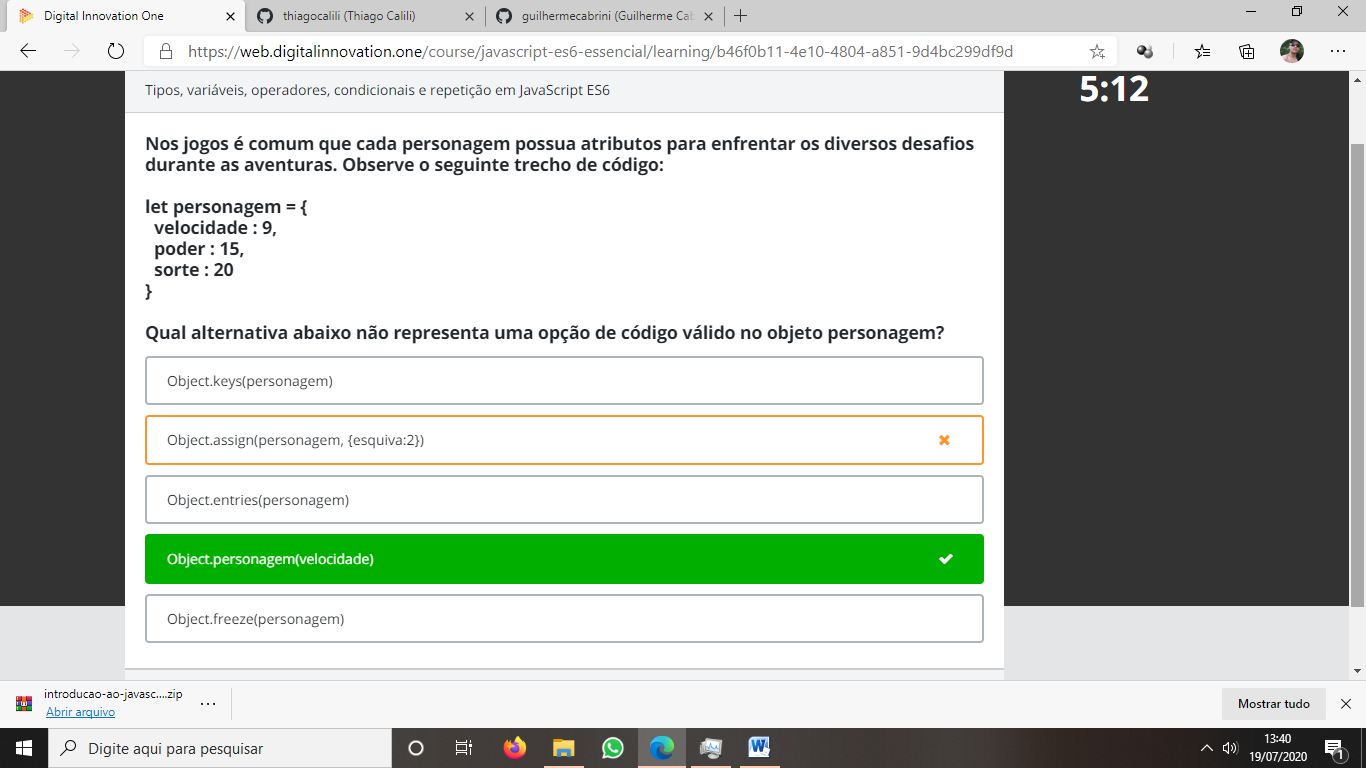 Digital Innovation One
thiagocalili (Thiago Calili)
guilhermecabrini (Guilherme Cab
https://web.digitalinnovation.one/course/javascript-es6-essencial/learning/b46f0b11-4e10-4804-a851-9d4bc299df9d
Tipos, variáveis, operadores, condicionais e repetição em JavaScript ES6
5:12
Nos jogos é comum que cada personagem possua atributos para enfrentar os diversos desafios
durante as aventuras. Observe o seguinte trecho de código:
let personagem = {
velocidade : 9,
poder : 15,
sorte : 20
}
Qual alternativa abaixo não representa uma opção de código válido no objeto personagem?
Object.keys(personagem)
Object.assign(personagem, {esquiva:2})
Object.entries(personagem)
Object.personagem(velocidade)
Object.freeze(personagem)
introducao-ao-javasc....zip
Abrir arquivo
Mostrar tudo
Digite aqui para pesquisar
13:40
19/07/2020
1